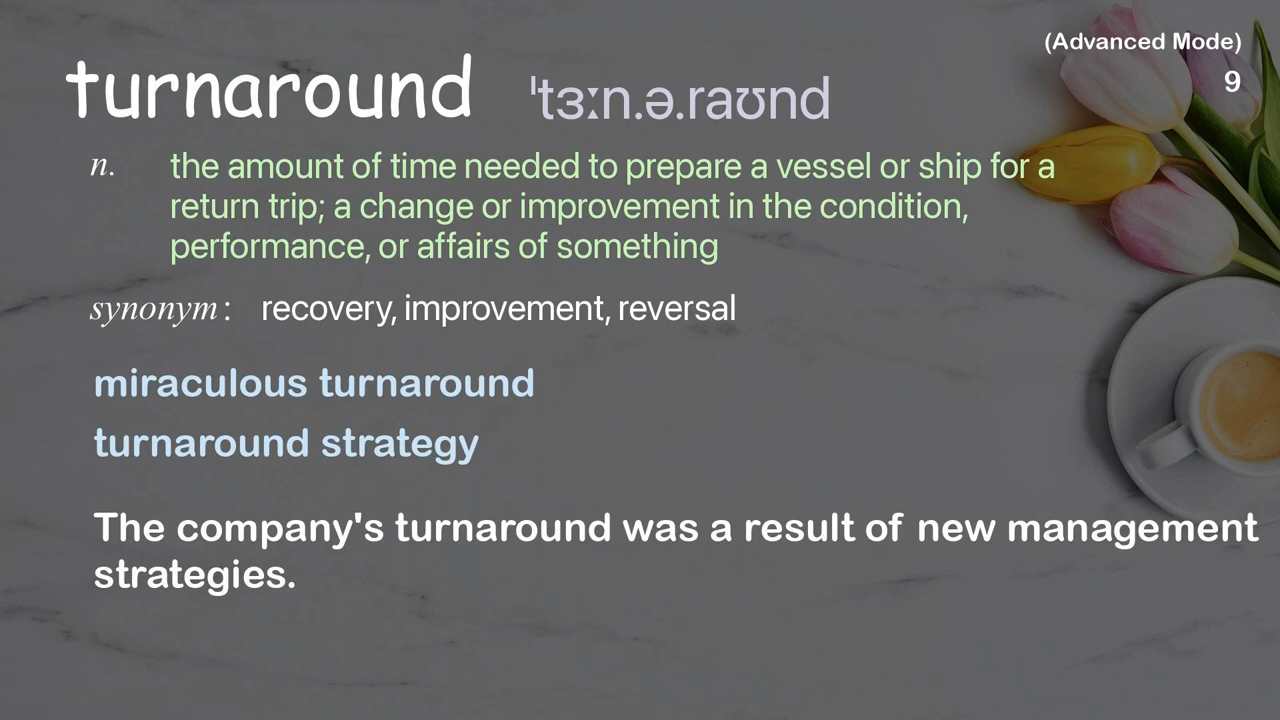 (Advanced Mode)
turnaround ˈtɜːn.ə.raʊnd
9
n. the amount of time needed to prepare a vessel or ship for a
return trip; a change or improvement in the condition,
performance, or affairs of something
synonym: recovery, improvement, reversal
miraculous turnaround
turnaround strategy
The company's turnaround was a result of new management
strategies.